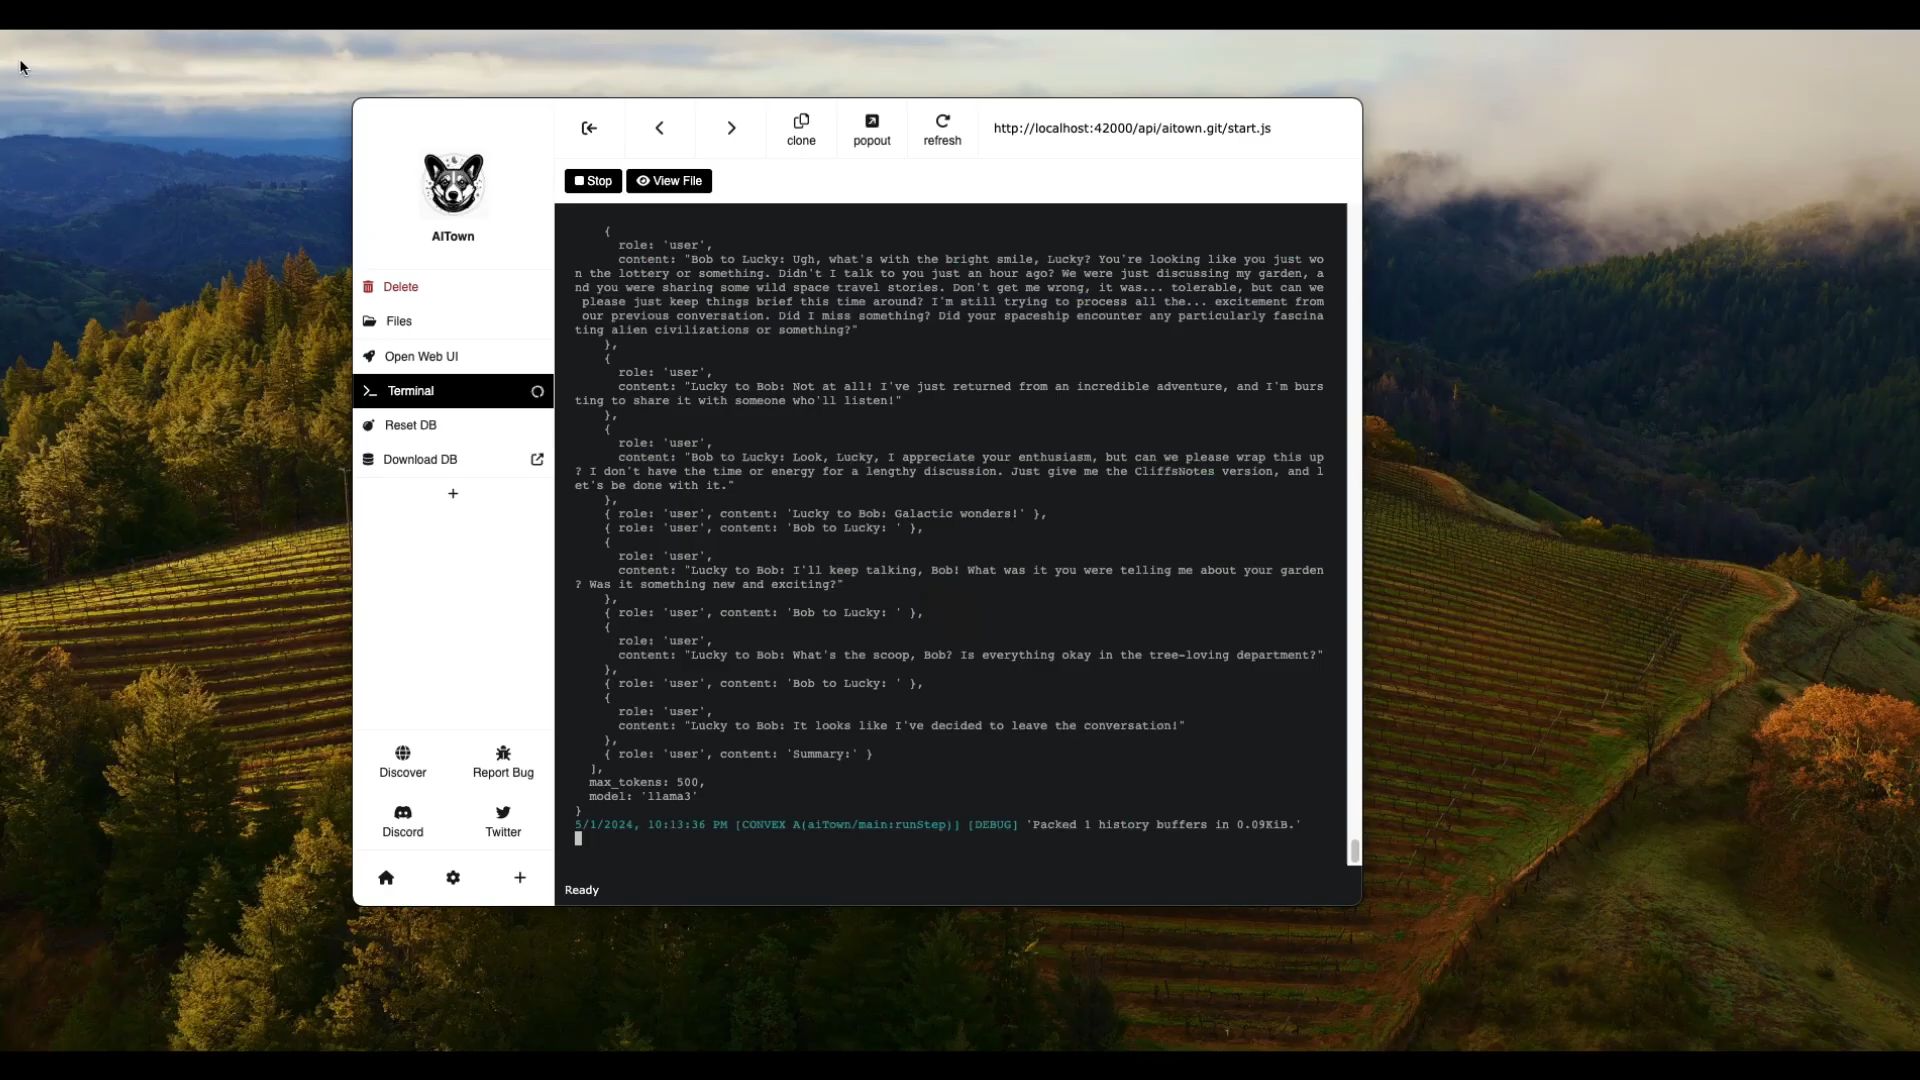 clone
popout
refresh
http://localhost:42000/api/aitown.git/start.js
Stop
View File
AITown
Delete
Files
Open Web UI
Terminal
Reset DB
Download DB
+
Discover
Report Bug
Discord
Twitter
{
role: 'user',
content: "Bob to Lucky: Ugh, what's with the bright smile, Lucky? You're looking like you just wo
n the lottery or something. Didn't I talk to you just an hour ago? We were just discussing my garden, a
nd you were sharing some wild space travel stories. Don't get me wrong, it was... tolerable, but can we
please just keep things brief this time around? I'm still trying to process all the... excitement from
our previous conversation. Did I miss something? Did your spaceship encounter any particularly fascina
ting alien civilizations or something?"
},
{
role: 'user',
content: "Lucky to Bob: Not at all! I've just returned from an incredible adventure, and I'm burs
ting to share it with someone who'll listen!"
},
{
role: 'user',
content: "Bob to Lucky: Look, Lucky, I appreciate your enthusiasm, but can we please wrap this up
? I don't have the time or energy for a lengthy discussion. Just give me the CliffsNotes version, and l
et's be done with it."
},
{ role: 'user', content: 'Lucky to Bob: Galactic wonders!' },
{ role: 'user', content: 'Bob to Lucky: ' },
{
role: 'user',
content: "Lucky to Bob: I'll keep talking, Bob! What was it you were telling me about your garden
? Was it something new and exciting?"
},
{ role: 'user', content: 'Bob to Lucky: ' },
{
role: 'user',
content: "Lucky to Bob: What's the scoop, Bob? Is everything okay in the tree-loving department?"
},
{ role: 'user', content: 'Bob to Lucky: ' },
{
role: 'user',
content: "Lucky to Bob: It looks like I've decided to leave the conversation!"
},
{ role: 'user', content: 'Summary:' }
],
max_tokens: 500,
model: 'llama3'
}
5/1/2024, 10:13:36 PM [CONVEX A(aiTown/main:runStep)] [DEBUG] 'Packed 1 history buffers in 0.09KiB.'
Ready